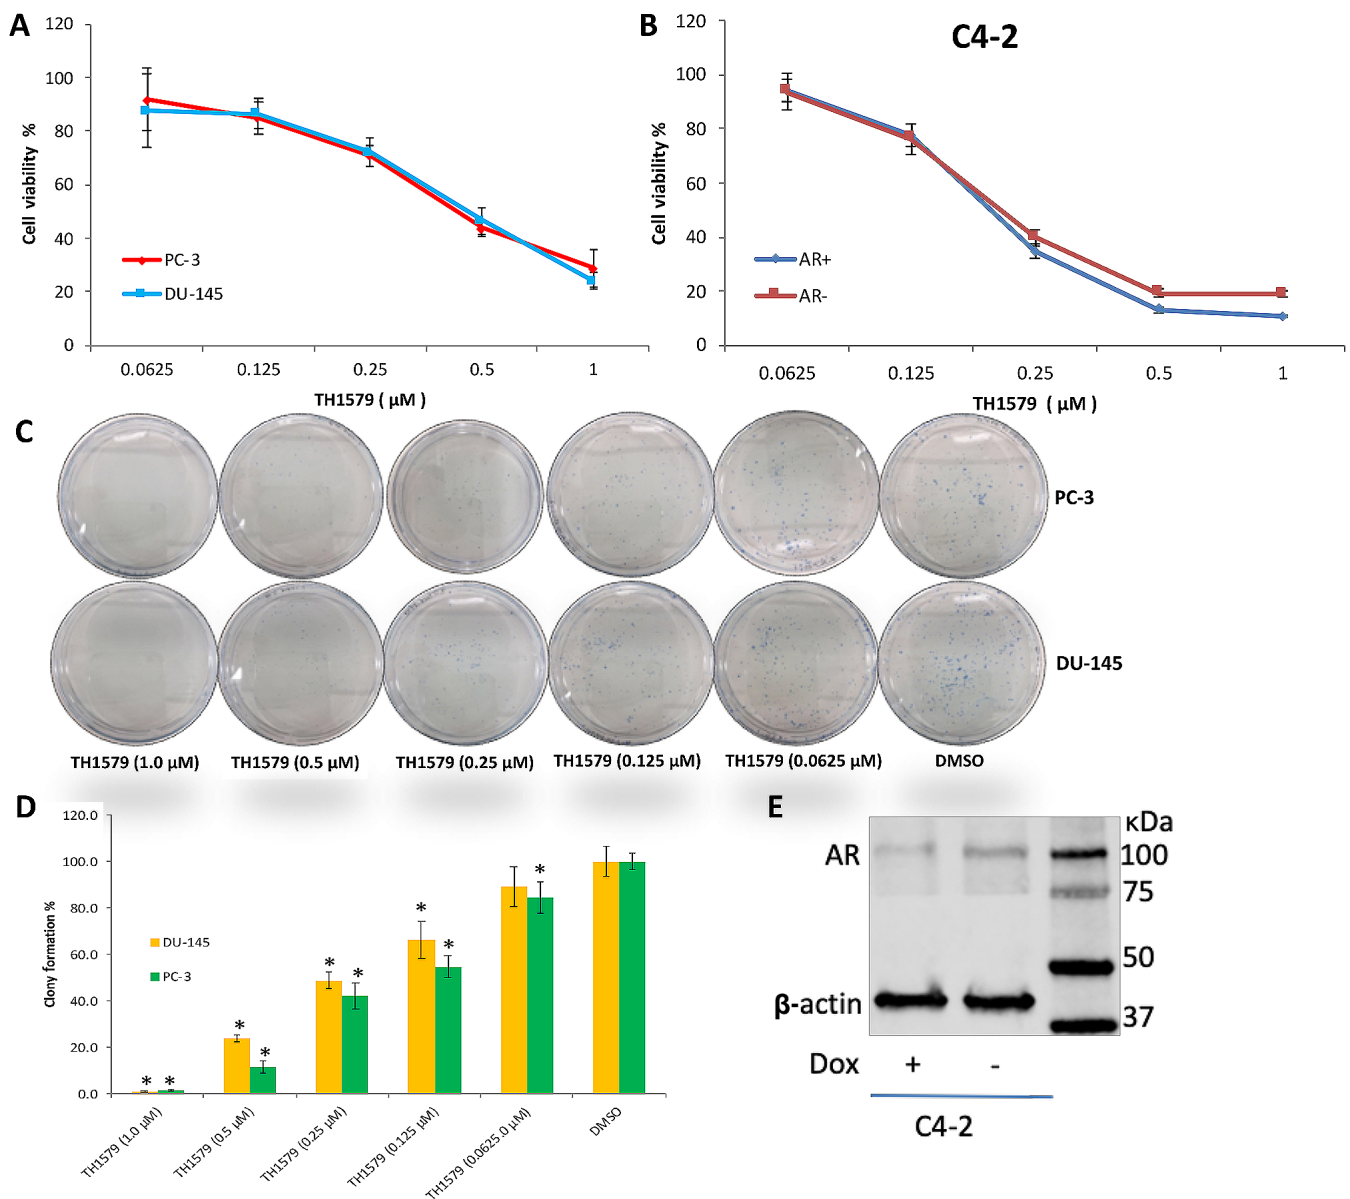 A
120
100
80
60
40
20
0
Cell viability %
PC-3
DU-145
0.0625 0.125 0.25 0.5 1
TH1579 ( µM )
B
C4-2
120
100
80
60
40
20
0
Cell viability %
AR+
AR-
0.0625 0.125 0.25 0.5 1
TH1579 ( µM )
C
PC-3
DU-145
TH1579 (1.0 µM) TH1579 (0.5 µM) TH1579 (0.25 µM) TH1579 (0.125 µM) TH1579 (0.0625 µM) DMSO
D
120.0
100.0
80.0
60.0
40.0
20.0
0.0
Clony formation %
DU-145
PC-3
* * * * * * * * *
TH1579 (1.0 µM)
TH1579 (0.5 µM)
TH1579 (0.25 µM)
TH1579 (0.125 µM)
TH1579 (0.0625.0 µM)
DMSO
E
κDa
AR 100
75
50
β-actin 37
Dox + -
C4-2